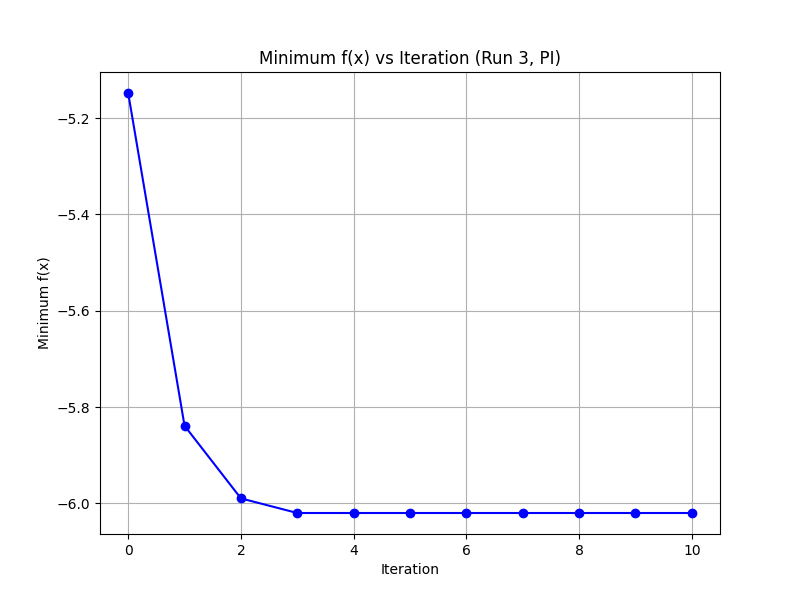 Minimum f(x) vs Iteration (Run 3, PI)
Minimum f(x)
−5.2
−5.4
−5.6
−5.8
−6.0
0 2 4 6 8 10
Iteration